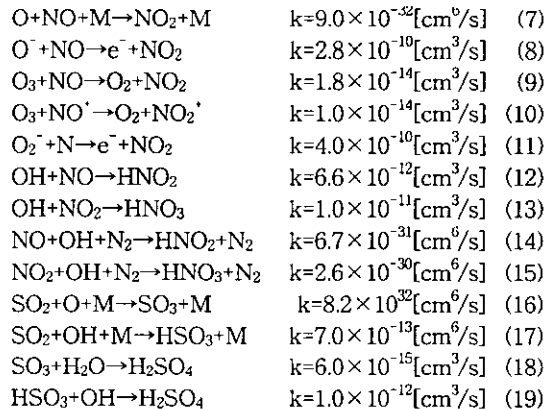 O+NO+M→NO₂+M k=9.0×10⁻³²[cm⁶/s] (7)
O⁻+NO→e⁻+NO₂ k=2.8×10⁻¹⁰[cm³/s] (8)
O₃+NO→O₂+NO₂ k=1.8×10⁻¹⁴[cm³/s] (9)
O₃+NO*→O₂+NO₂* k=1.0×10⁻¹⁴[cm³/s] (10)
O₂⁻+N→e⁻+NO₂ k=4.0×10⁻¹⁰[cm³/s] (11)
OH+NO→HNO₂ k=6.6×10⁻¹²[cm³/s] (12)
OH+NO₂→HNO₃ k=1.0×10⁻¹¹[cm³/s] (13)
NO+OH+N₂→HNO₂+N₂ k=6.7×10⁻³¹[cm⁶/s] (14)
NO₂+OH+N₂→HNO₃+N₂ k=2.6×10⁻³⁰[cm⁶/s] (15)
SO₂+O+M→SO₃+M k=8.2×10³²[cm⁶/s] (16)
SO₂+OH+M→HSO₃+M k=7.0×10⁻¹³[cm⁶/s] (17)
SO₃+H₂O→H₂SO₄ k=6.0×10⁻¹⁵[cm³/s] (18)
HSO₃+OH→H₂SO₄ k=1.0×10⁻¹²[cm³/s] (19)